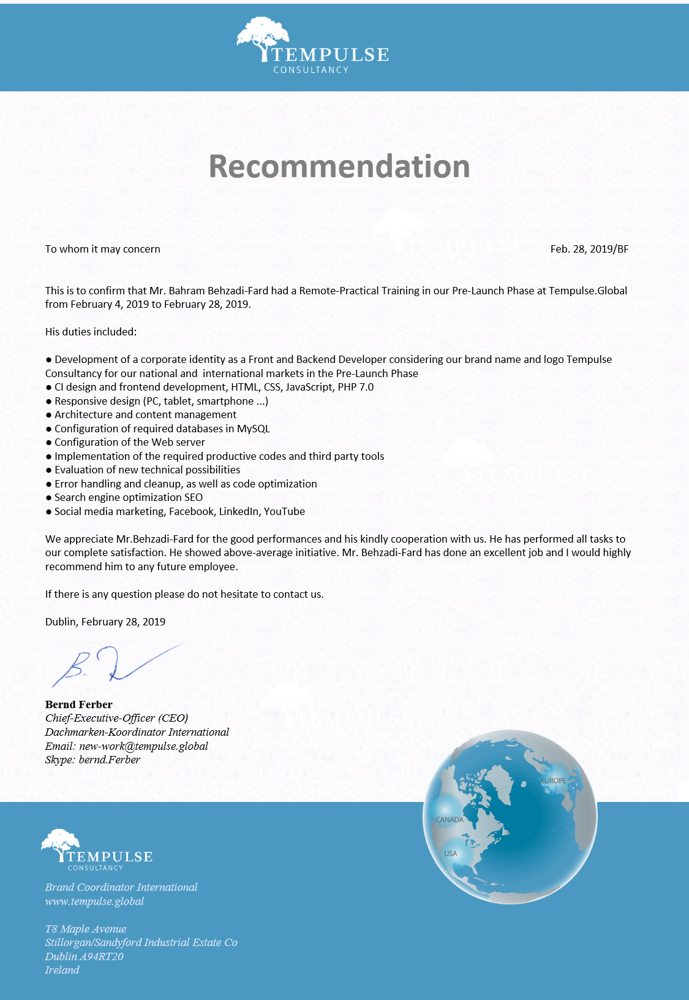 TEMPULSE
CONSULTANCY
Recommendation
TEMPULSE
To whom it may concern
Feb. 28, 2019/BF
This is to confirm that Mr. Bahram Behzadi-Fard had a Remote-Practical Training in our Pre-Launch Phase at Tempulse.Global
from February 4, 2019 to February 28, 2019.
His duties included:
● Development of a corporate identity as a Front and Backend Developer considering our brand name and logo Tempulse
Consultancy for our national and  international markets in the Pre-Launch Phase
● CI design and frontend development, HTML, CSS, JavaScript, PHP 7.0
● Responsive design (PC, tablet, smartphone ...)
● Architecture and content management
● Configuration of required databases in MySQL
● Configuration of the Web server
● Implementation of the required productive codes and third party tools
● Evaluation of new technical possibilities
TEMPULSE
● Error handling and cleanup, as well as code optimization
● Search engine optimization SEO
● Social media marketing, Facebook, LinkedIn, YouTube
We appreciate Mr.Behzadi-Fard for the good performances and his kindly cooperation with us. He has performed all tasks to
our complete satisfaction. He showed above-average initiative. Mr. Behzadi-Fard has done an excellent job and I would highly
recommend him to any future employee.
If there is any question please do not hesitate to contact us.
Dublin, February 28, 2019
Bernd Ferber
Chief-Executive-Officer (CEO)
TEMPULSE
Dachmarken-Koordinator International
Email: new-work@tempulse.global
Skype: bernd.Ferber
EUROPE
CANADA
USA
TEMPULSE
CONSULTANCY
Brand Coordinator International
www.tempulse.global
T8 Maple Avenue
Stillorgan/Sandyford Industrial Estate Co
Dublin A94RT20
Ireland